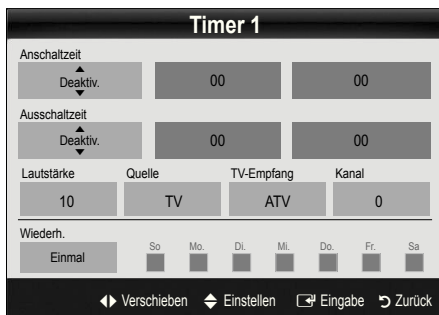 Timer 1
Anschaltzeit
Deaktiv. 00 00
Ausschaltzeit
Deaktiv. 00 00
Lautstärke Quelle TV-Empfang Kanal
10 TV ATV 0
Wiederh.
So Mo. Di. Mi. Do. Fr. Sa
Einmal
Verschieben Einstellen Eingabe Zurück